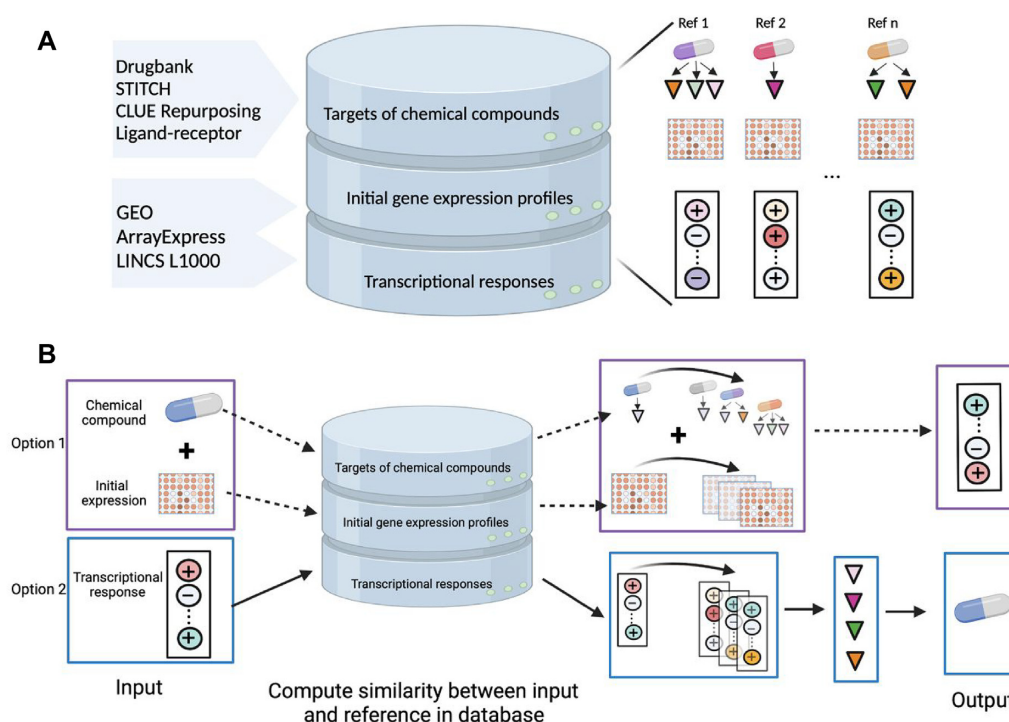 A
Drugbank
STITCH
CLUE Repurposing
Ligand-receptor
GEO
ArrayExpress
LINCS L1000
Targets of chemical compounds
Initial gene expression profiles
Transcriptional responses
Ref 1
Ref 2
Ref n
...
B
Option 1
Chemical
compound
+
Initial
expression
Option 2
Transcriptional
response
Input
Targets of chemical compounds
Initial gene expression profiles
Transcriptional responses
Compute similarity between input
and reference in database
+
Output